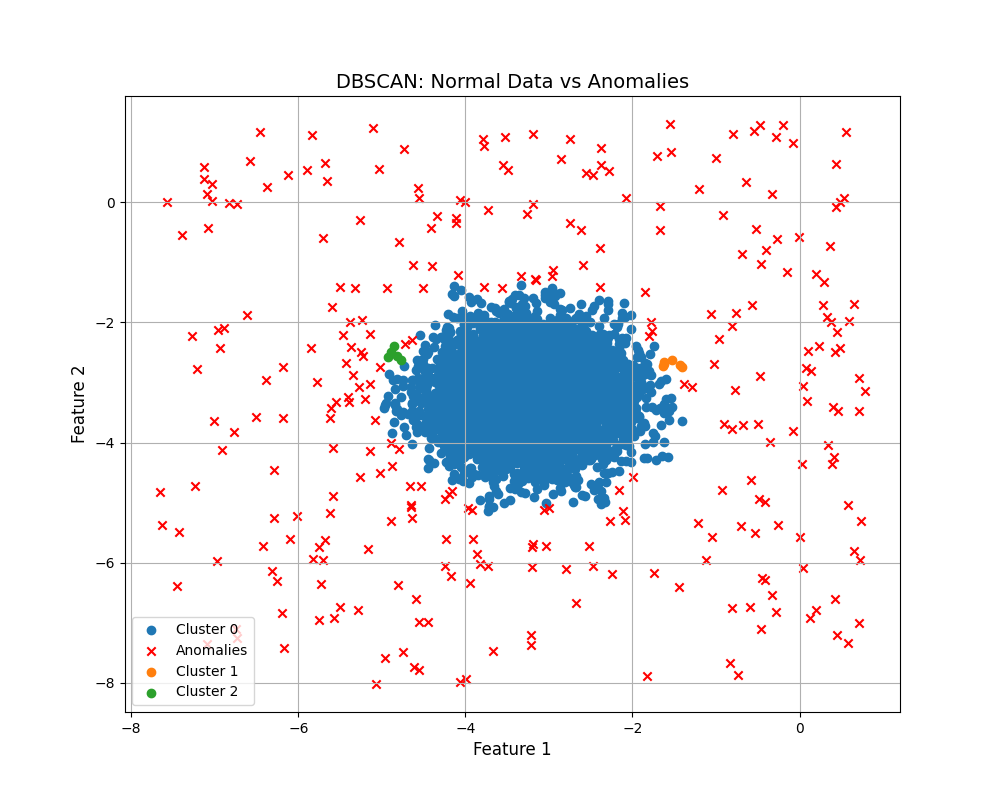 DBSCAN: Normal Data vs Anomalies
0
−2
−4
−6
−8
Feature 2
Cluster 0
Anomalies
Cluster 1
Cluster 2
−8 −6 −4 −2 0
Feature 1